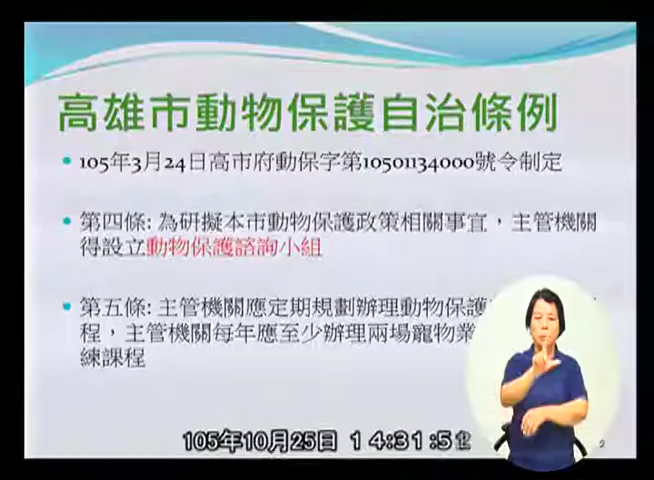 高雄市動物保護自治條例
105年3月24日高市府動保字第10501134000號令制定
第四條: 為研擬本市動物保護政策相關事宜，主管機關
得設立動物保護諮詢小組
第五條: 主管機關應定期規劃辦理動物保護
程，主管機關每年應至少辦理兩場寵物業
練課程
105年10月25日 14:31:5
2